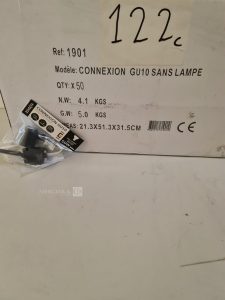 122c
Ref: 1901
Modèle: CONNEXION GU10 SANS LAMPE
QTY: X 50
N.W: 4.1 KGS
G.W: 5.0 KGS
MEAS: 21.3X51.3X31.5CM CE